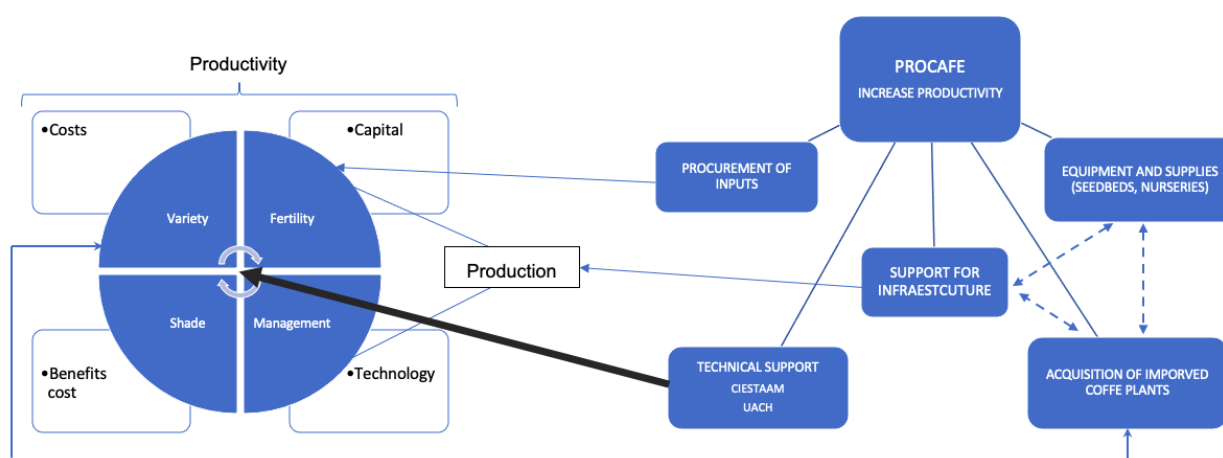 Productivity
•Costs
•Capital
Variety
Fertility
Shade
Management
•Benefits
cost
•Technology
Production
PROCAFE
INCREASE PRODUCTIVITY
PROCUREMENT OF
INPUTS
EQUIPMENT AND SUPPLIES
(SEEDBEDS, NURSERIES)
SUPPORT FOR
INFRAESTCUTURE
TECHNICAL SUPPORT
CIESTAAM
UACH
ACQUISITION OF IMPORVED
COFFE PLANTS